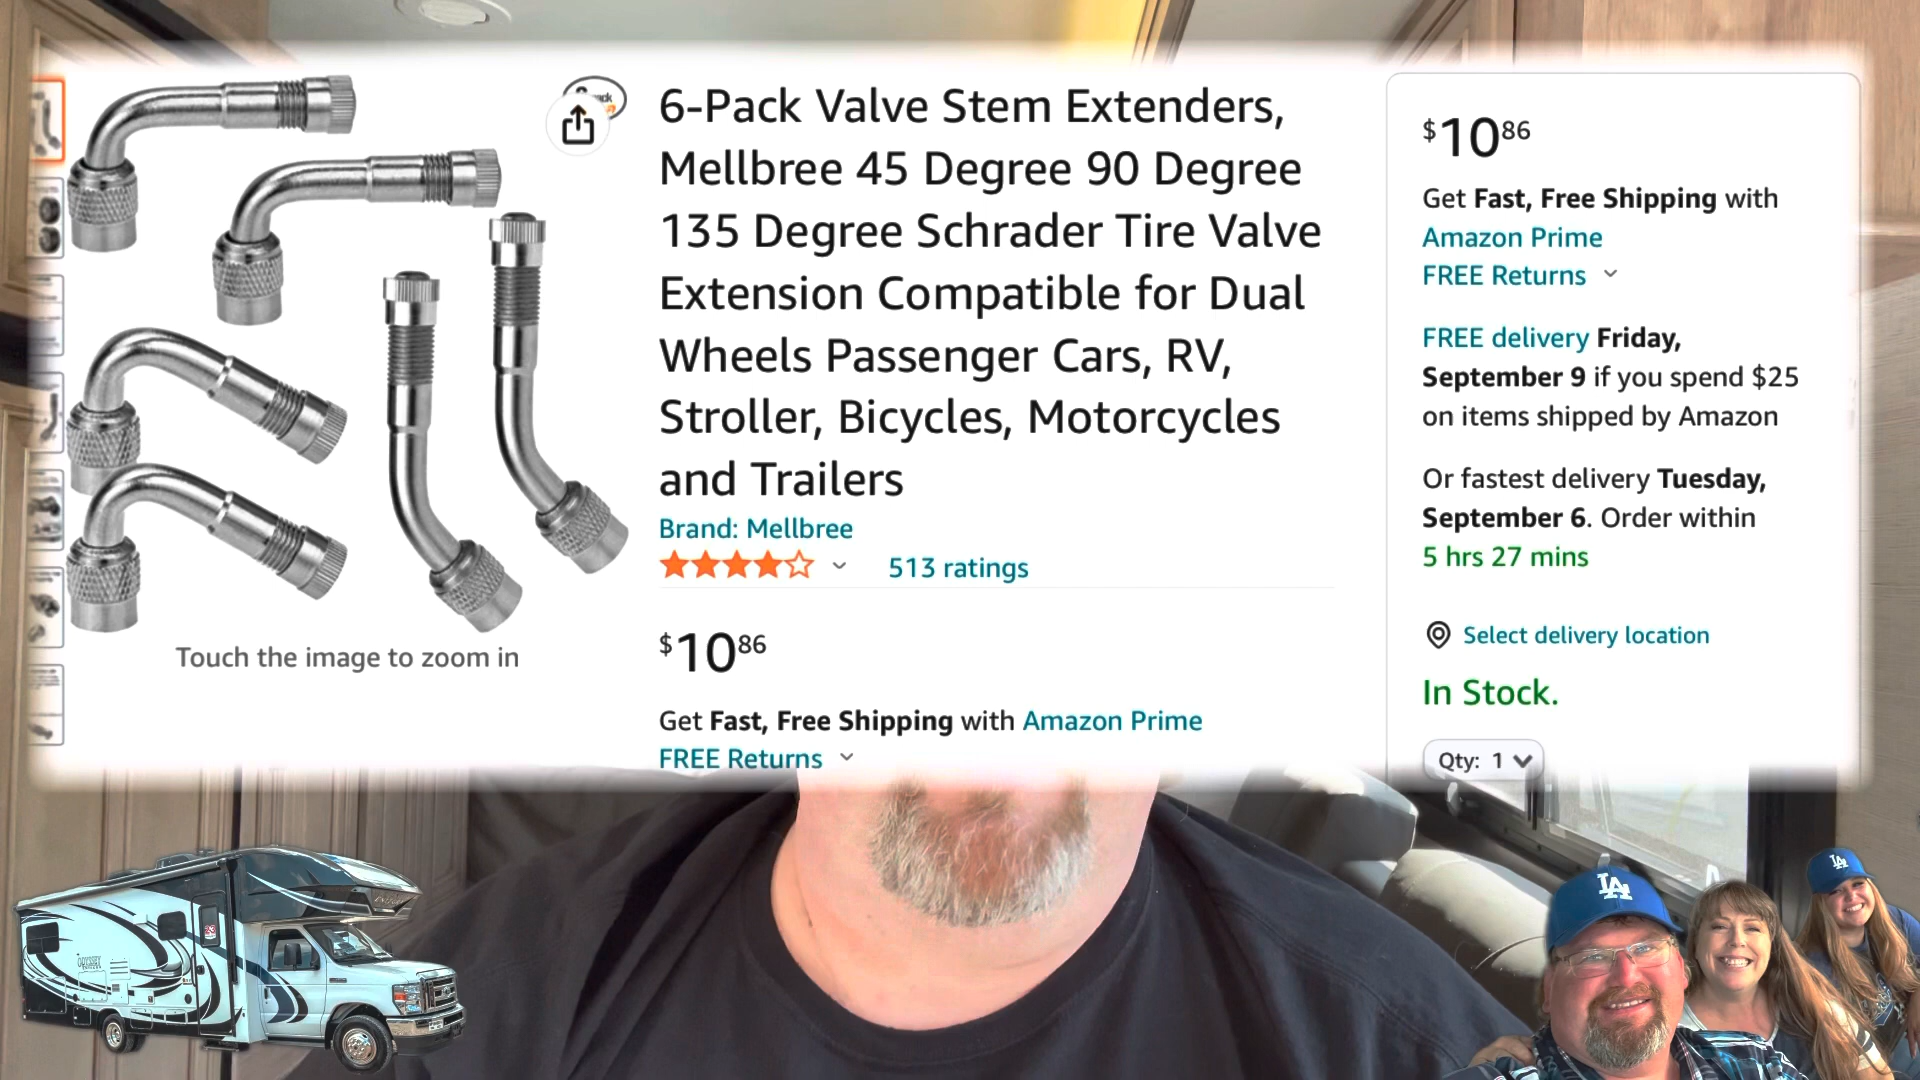 6-Pack Valve Stem Extenders,
Mellbree 45 Degree 90 Degree
135 Degree Schrader Tire Valve
Extension Compatible for Dual
Wheels Passenger Cars, RV,
Stroller, Bicycles, Motorcycles
and Trailers
Brand: Mellbree
513 ratings
$10.86
Get Fast, Free Shipping with Amazon Prime
FREE Returns
Touch the image to zoom in
$10.86
Get Fast, Free Shipping with
Amazon Prime
FREE Returns
FREE delivery Friday,
September 9 if you spend $25
on items shipped by Amazon
Or fastest delivery Tuesday,
September 6. Order within
5 hrs 27 mins
Select delivery location
In Stock.
Qty: 1
ODYSSEY
LA
LA